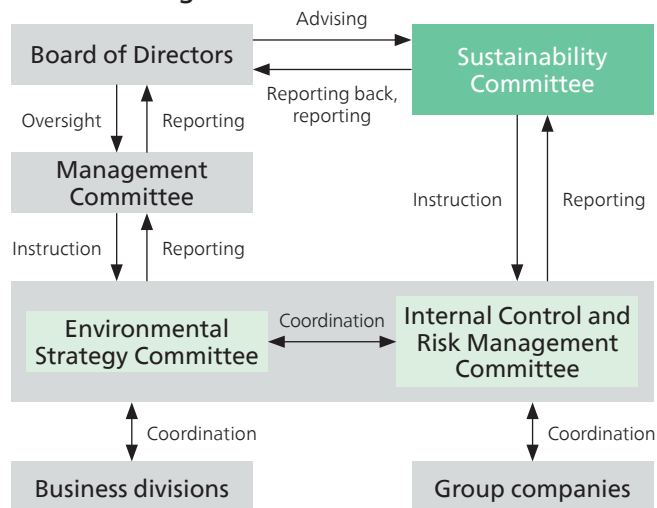 Advising
Board of Directors
Sustainability
Committee
Reporting back,
reporting
Oversight
Reporting
Management
Committee
Instruction
Reporting
Instruction
Reporting
Environmental
Strategy Committee
Coordination
Internal Control and
Risk Management
Committee
Coordination
Coordination
Business divisions
Group companies